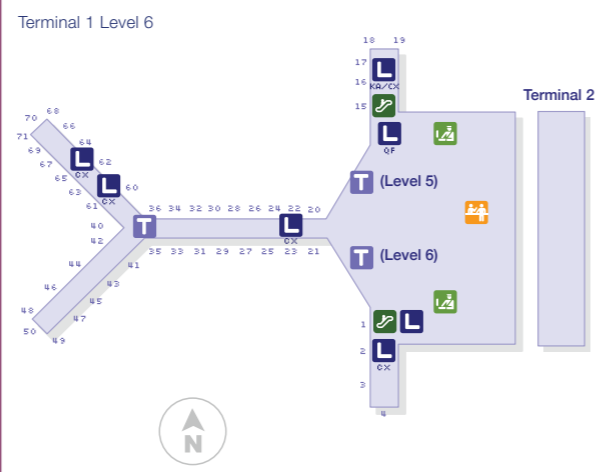 Terminal 1 Level 6
18 19
17 L
16 KA/CX
15
L
QF
Terminal 2
T (Level 5)
T (Level 6)
70 68
66
71
64
69 L 62
67 CX
65 L 60
63 CX
61
40 T
42
36 34 32 30 28 26 24 22 20
L
CX
35 33 31 29 27 25 23 21
41
44
43
46
45
48
47
50
49
1 L
2 L
CX
3
4
N